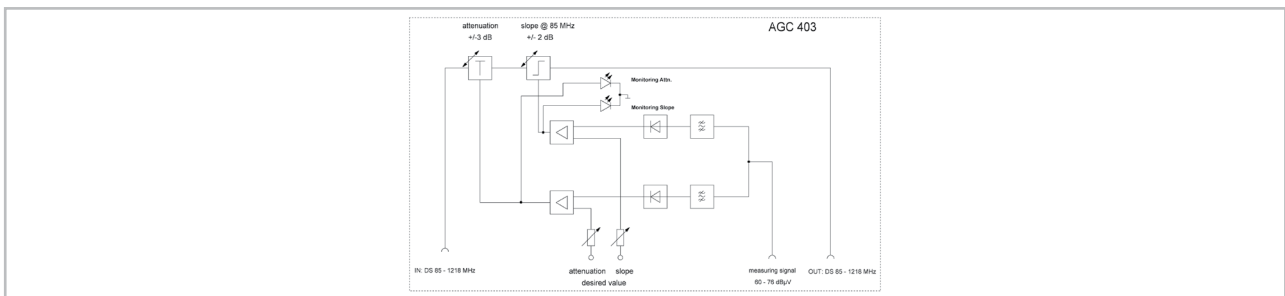 attenuation
+/-3 dB
slope @ 85 MHz
+/- 2 dB
AGC 403
Monitoring Attn.
Monitoring Slope
IN: DS 85 - 1218 MHz
attenuation slope
desired value
measuring signal
60 - 76 dBµV
OUT: DS 85 - 1218 MHz